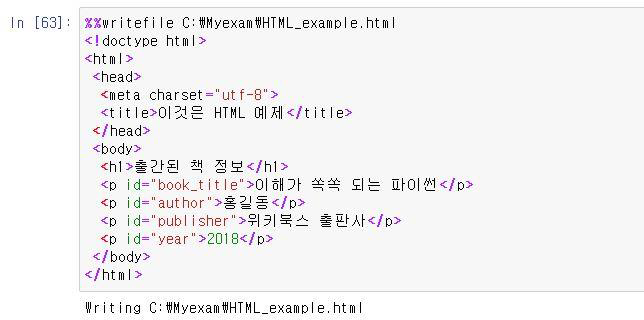 In [63]: %%writefile C:\Myexam\HTML_example.html
<!doctype html>
<html>
 <head>
  <meta charset="utf-8">
  <title>이것은 HTML 예제</title>
 </head>
 <body>
  <h1>출간된 책 정보</h1>
  <p id="book_title">이해가 쏙쏙 되는 파이썬</p>
  <p id="author">홍길동</p>
  <p id="publisher">위키북스 출판사</p>
  <p id="year">2018</p>
 </body>
</html>
Writing C:\Myexam\HTML_example.html